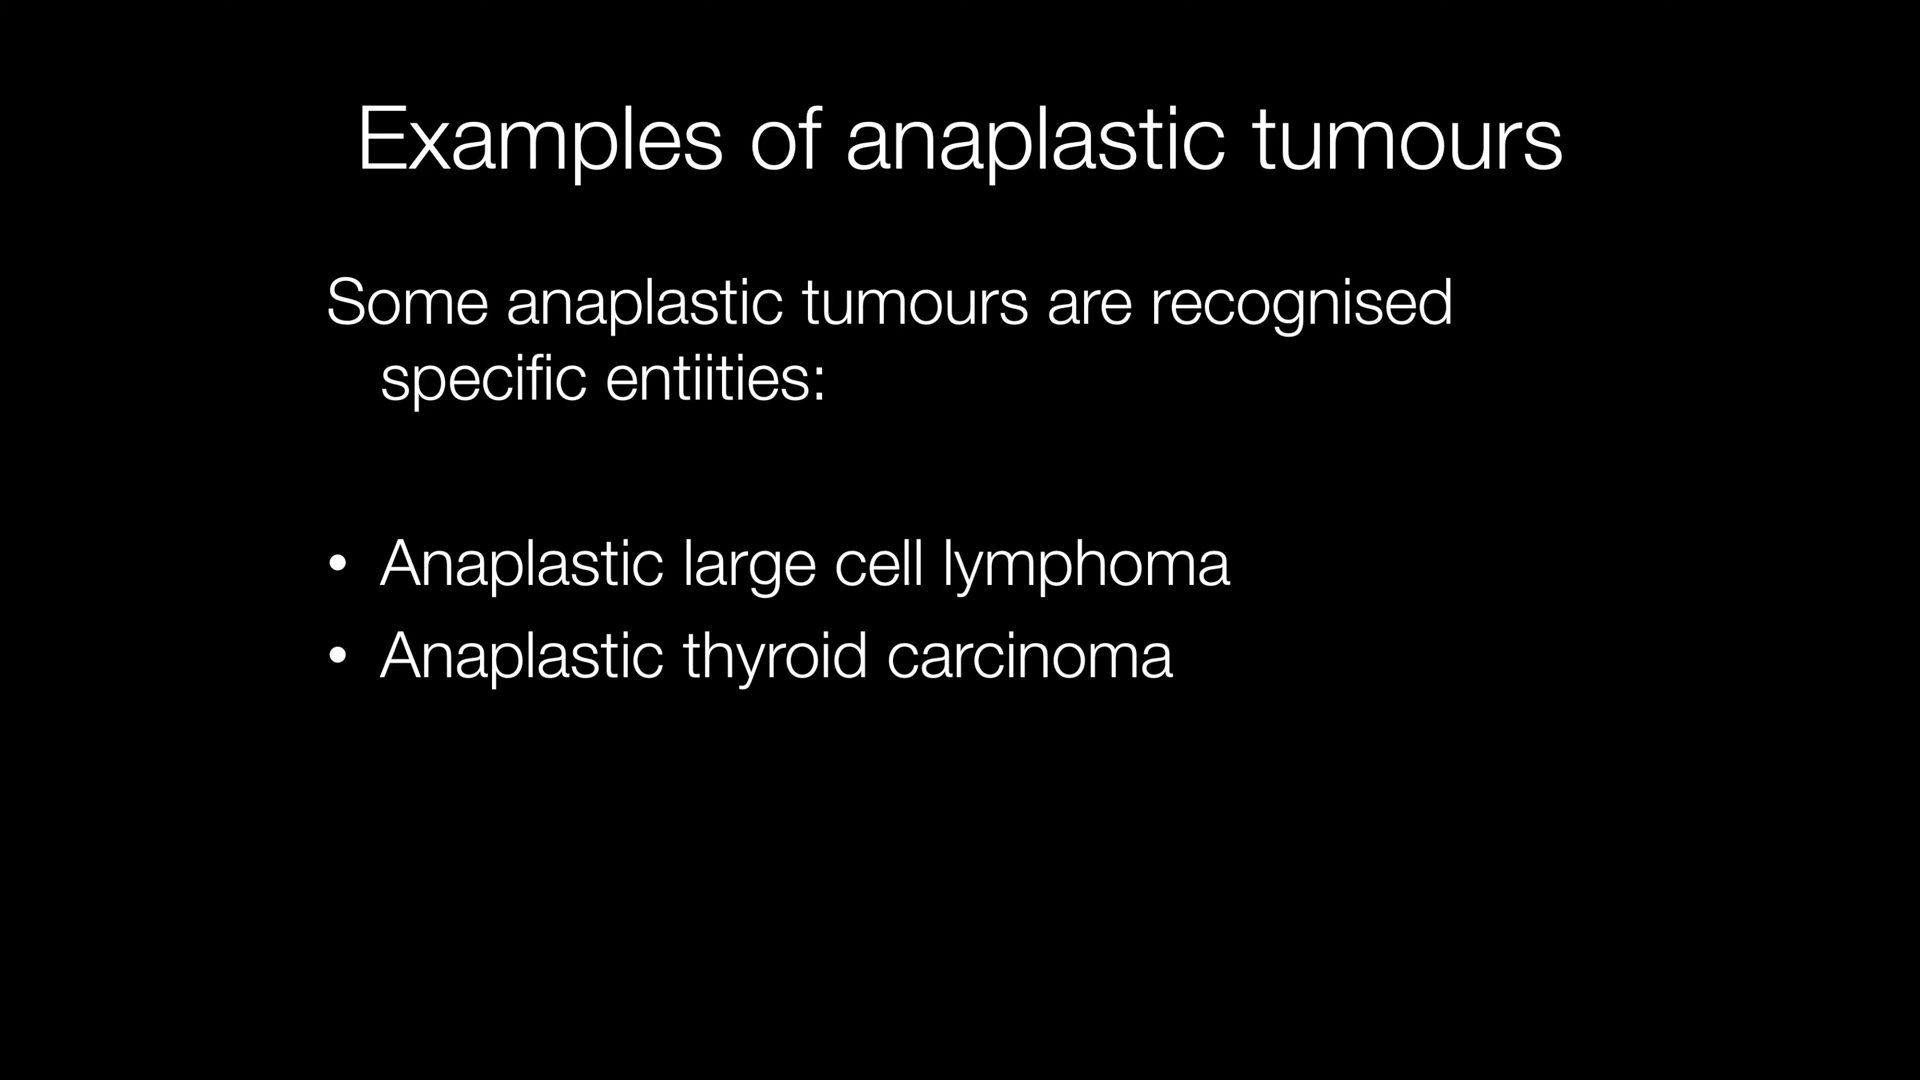 Examples of anaplastic tumours
Some anaplastic tumours are recognised
specific entiities:
• Anaplastic large cell lymphoma
• Anaplastic thyroid carcinoma